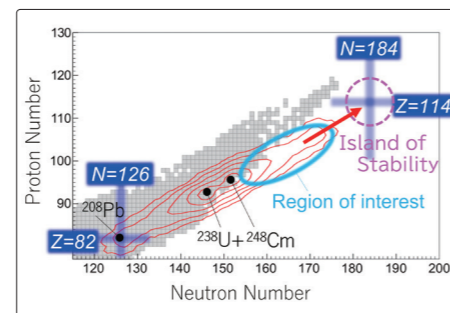 N=184
130
120
110
100
90
Proton Number
Z=114
Island of
Stability
N=126
Region of interest
²⁰⁸Pb
²³⁸U+²⁴⁸Cm
Z=82
120 130 140 150 160 170 180 190 200
Neutron Number